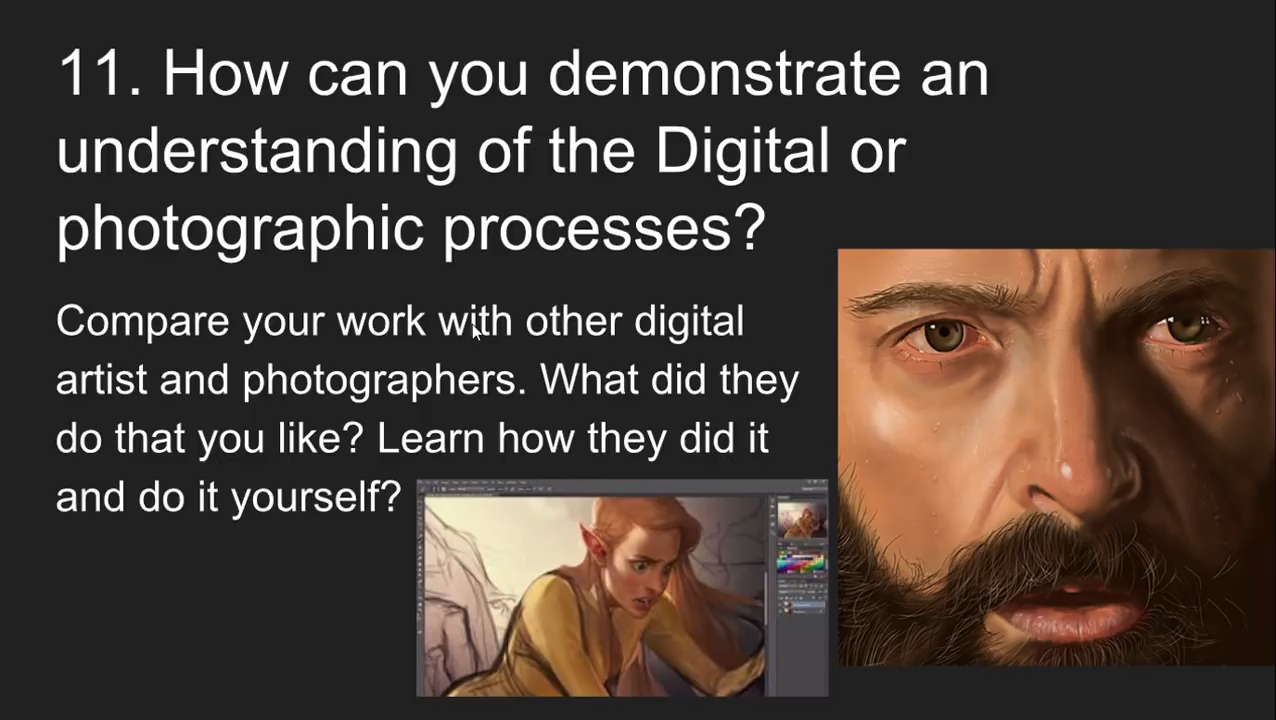 11. How can you demonstrate an
understanding of the Digital or
photographic processes?
Compare your work with other digital
artist and photographers. What did they
do that you like? Learn how they did it
and do it yourself?